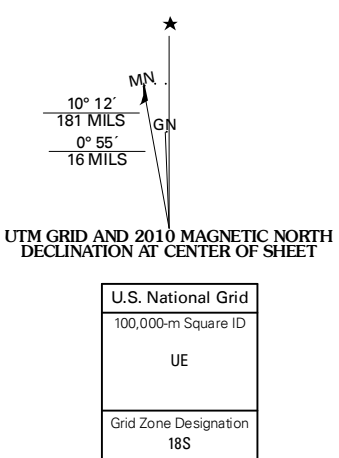 MN
10° 12´
181 MILS
GN
0° 55´
16 MILS
UTM GRID AND 2010 MAGNETIC NORTH
DECLINATION AT CENTER OF SHEET
U.S. National Grid
100,000-m Square ID
UE
Grid Zone Designation
18S